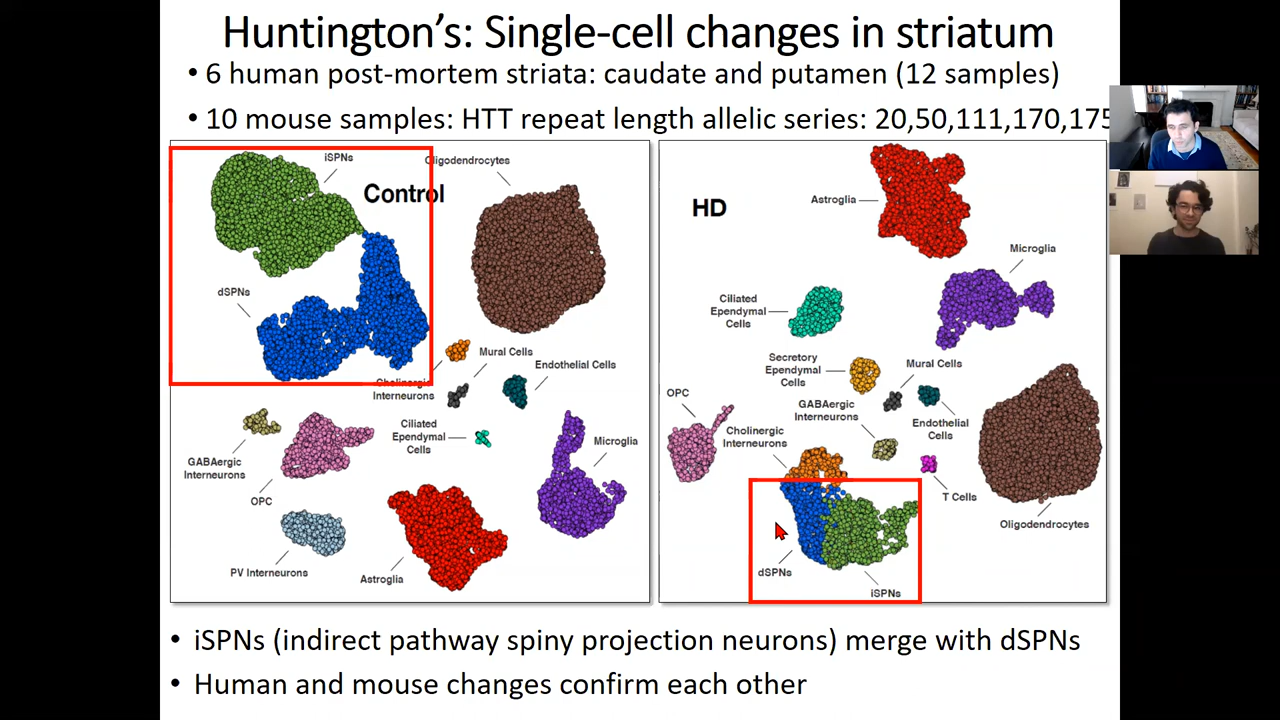 Huntington's: Single-cell changes in striatum
• 6 human post-mortem striata: caudate and putamen (12 samples)
• 10 mouse samples: HTT repeat length allelic series: 20,50,111,170,175
iSPNs
Oligodendrocytes
Control
dSPNs
Mural Cells
Endothelial Cells
Cholinergic
Interneurons
Ciliated
Ependymal
Cells
Microglia
GABAergic
Interneurons
OPC
PV Interneurons
Astroglia
HD
Astroglia
Microglia
Ciliated
Ependymal
Cells
Secretory
Ependymal
Cells
Mural Cells
OPC
GABAergic
Interneurons
Endothelial
Cells
Cholinergic
Interneurons
T Cells
Oligodendrocytes
dSPNs
iSPNs
• iSPNs (indirect pathway spiny projection neurons) merge with dSPNs
• Human and mouse changes confirm each other